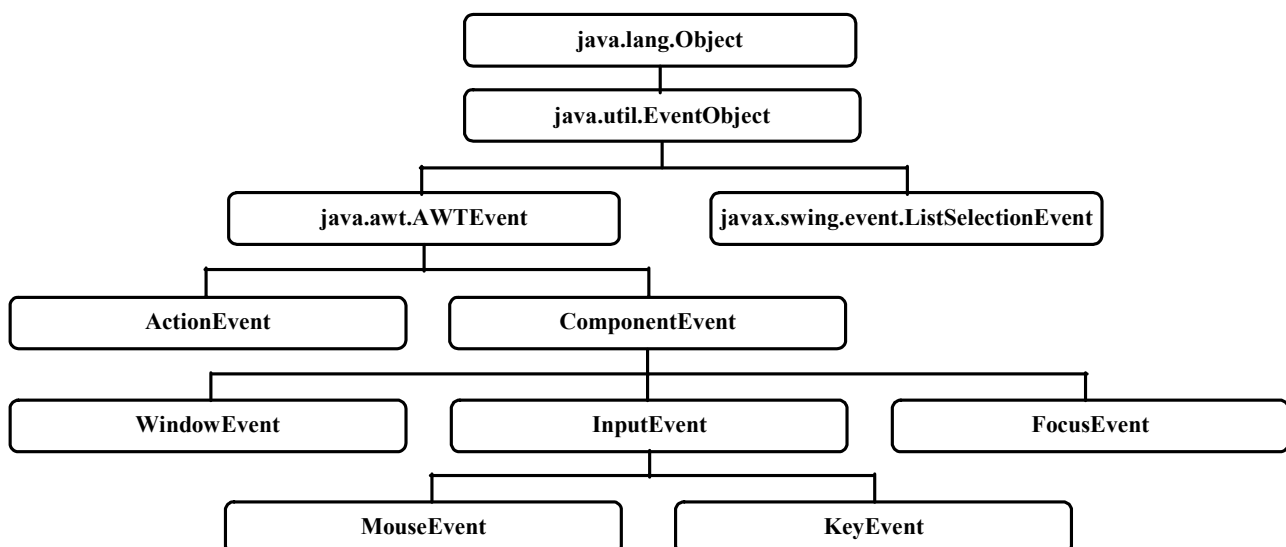 java.lang.Object
java.util.EventObject
java.awt.AWTEvent
javax.swing.event.ListSelectionEvent
ActionEvent
ComponentEvent
WindowEvent
InputEvent
FocusEvent
MouseEvent
KeyEvent